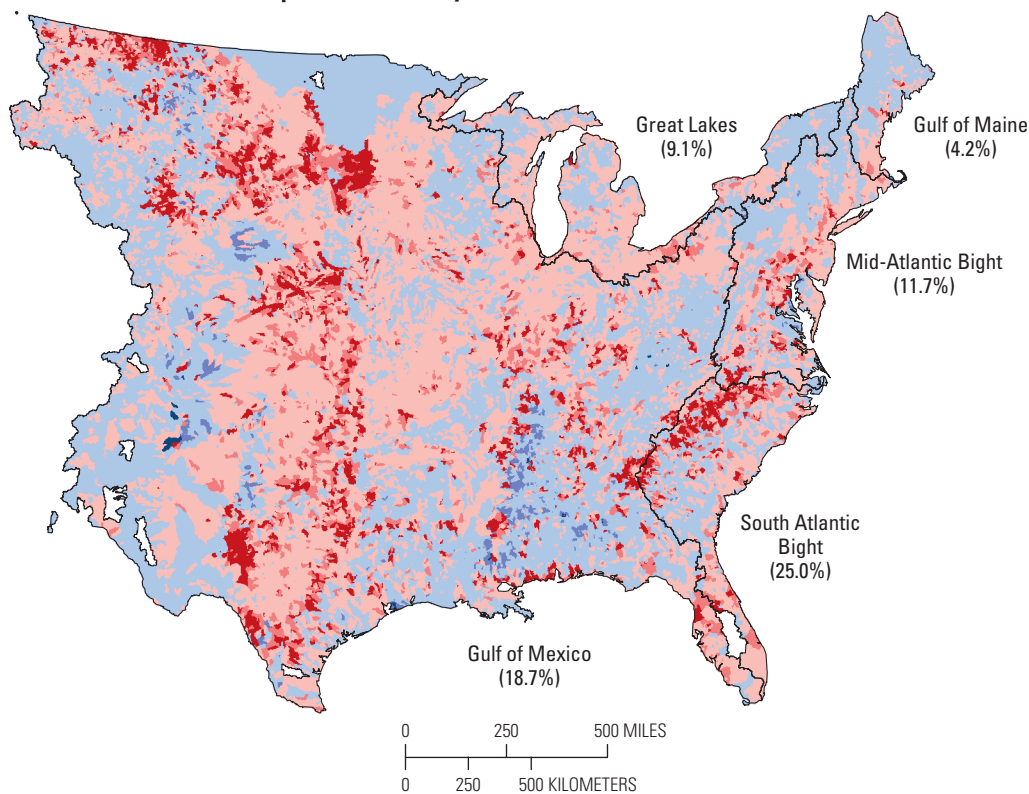 Great Lakes
(9.1%)
Gulf of Maine
(4.2%)
Mid-Atlantic Bight
(11.7%)
South Atlantic
Bight
(25.0%)
Gulf of Mexico
(18.7%)
0 250 500 MILES
0 250 500 KILOMETERS